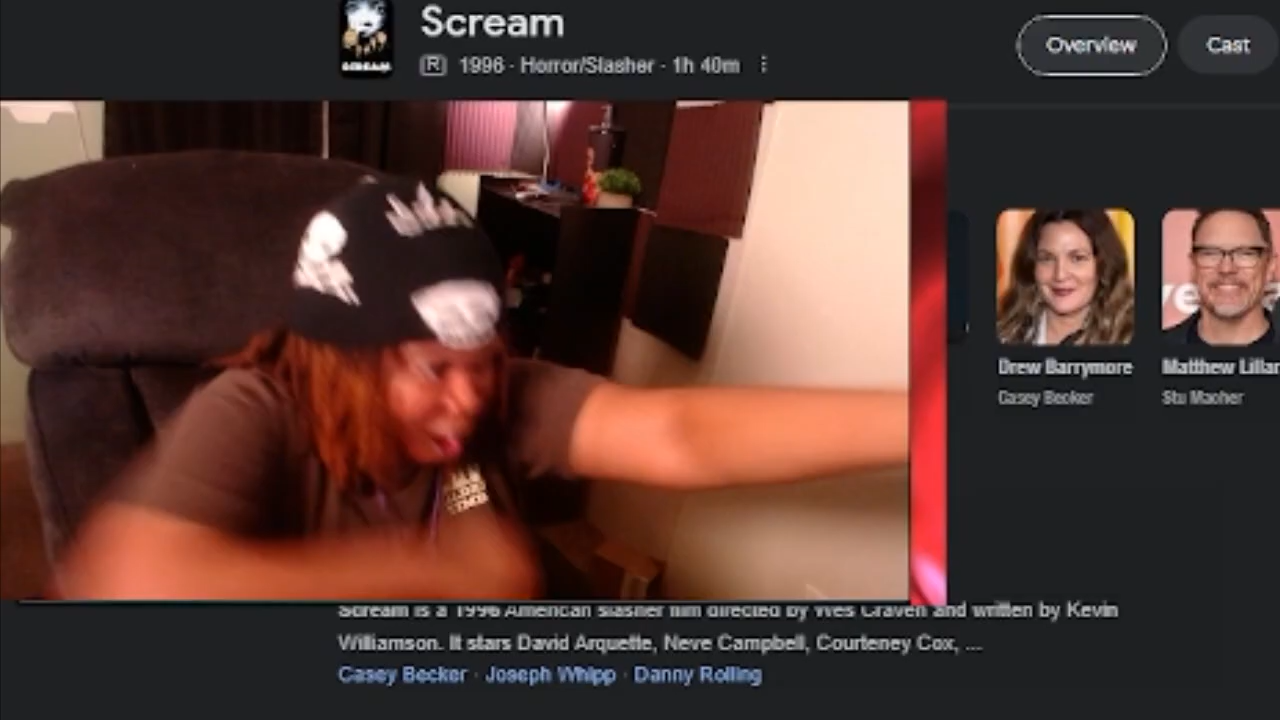 Scream
R 1996 · Horror/Slasher · 1h 40m
Overview
Cast
SCREAM
Drew Barrymore
Matthew Lillar
Casey Becker
Stu Macher
Scream is a 1996 American slasher film directed by Wes Craven and written by Kevin
Williamson. It stars David Arquette, Neve Campbell, Courteney Cox, ...
Casey Becker · Joseph Whipp · Danny Rolling